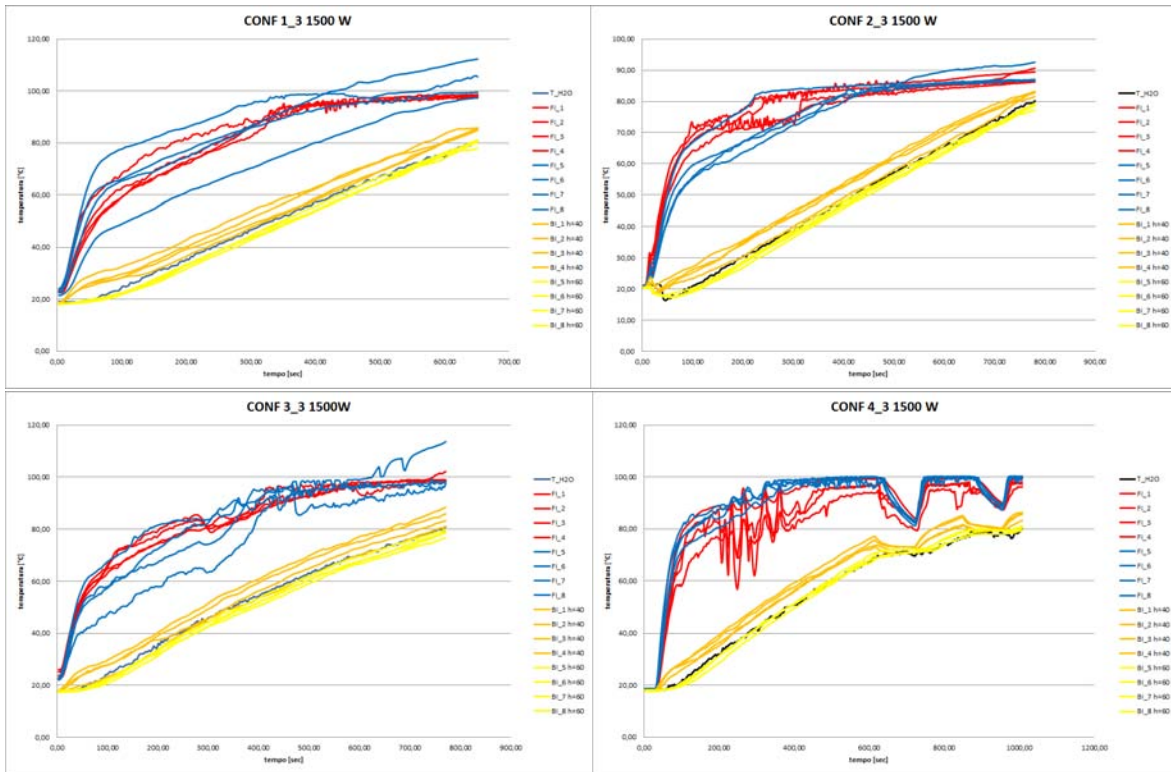 CONF 1_3 1500 W
120,00
100,00
80,00
60,00
40,00
20,00
0,00
temperatura [°C]
0,00 100,00 200,00 300,00 400,00 500,00 600,00 700,00
tempo [sec]
T_H2O
FI_1
FI_2
FI_3
FI_4
FI_5
FI_6
FI_7
FI_8
BI_1 h=40
BI_2 h=40
BI_3 h=40
BI_4 h=40
BI_5 h=60
BI_6 h=60
BI_7 h=60
BI_8 h=60
CONF 2_3 1500 W
100,00
90,00
80,00
70,00
60,00
50,00
40,00
30,00
20,00
10,00
0,00
temperatura [°C]
0,00 100,00 200,00 300,00 400,00 500,00 600,00 700,00 800,00 900,00
tempo [sec]
T_H2O
FI_1
FI_2
FI_3
FI_4
FI_5
FI_6
FI_7
FI_8
BI_1 h=40
BI_2 h=40
BI_3 h=40
BI_4 h=40
BI_5 h=60
BI_6 h=60
BI_7 h=60
BI_8 h=60
CONF 3_3 1500W
120,00
100,00
80,00
60,00
40,00
20,00
0,00
temperatura [°C]
0,00 100,00 200,00 300,00 400,00 500,00 600,00 700,00 800,00 900,00
tempo [sec]
T_H2O
FI_1
FI_2
FI_3
FI_4
FI_5
FI_6
FI_7
FI_8
BI_1 h=40
BI_2 h=40
BI_3 h=40
BI_4 h=40
BI_5 h=60
BI_6 h=60
BI_7 h=60
BI_8 h=60
CONF 4_3 1500 W
120,00
100,00
80,00
60,00
40,00
20,00
0,00
temperatura [°C]
0,00 200,00 400,00 600,00 800,00 1000,00 1200,00
tempo [sec]
T_H2O
FI_1
FI_2
FI_3
FI_4
FI_5
FI_6
FI_7
FI_8
BI_1 h=40
BI_2 h=40
BI_3 h=40
BI_4 h=40
BI_5 h=60
BI_6 h=60
BI_7 h=60
BI_8 h=60